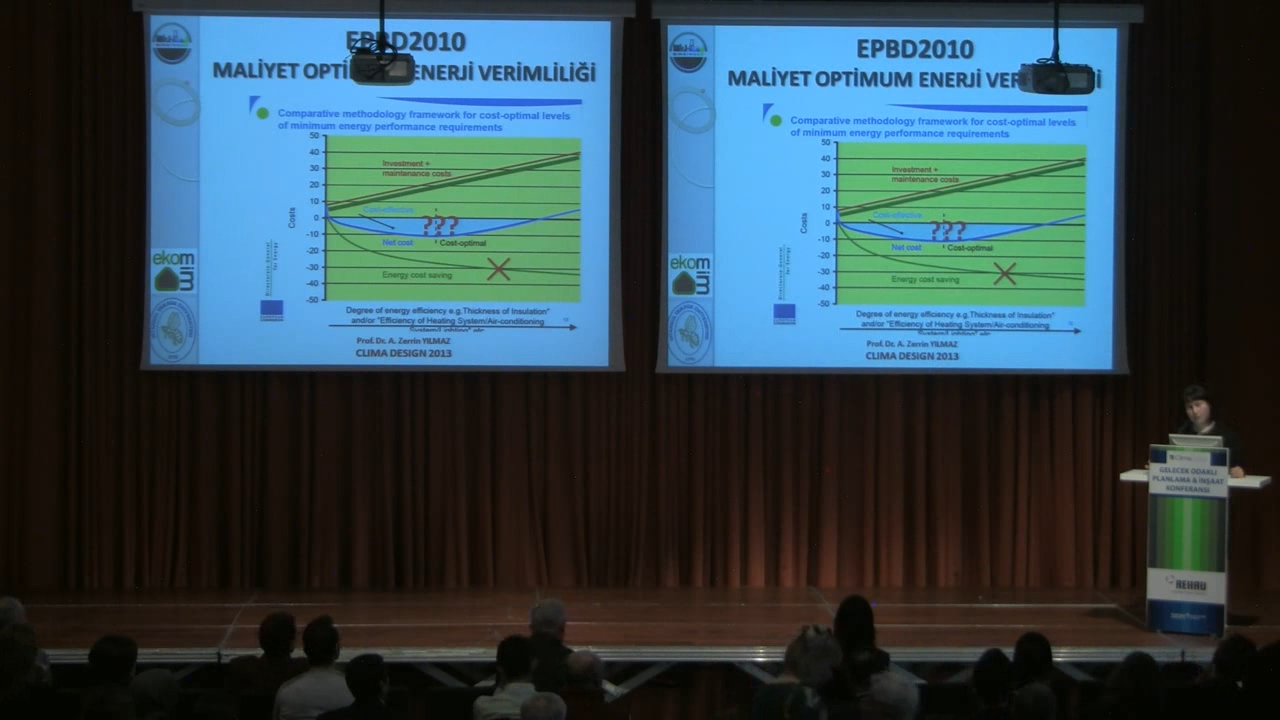 EPBD2010
MALİYET OPTİ ENERJİ VERİMLİLİĞİ
Comparative methodology framework for cost-optimal levels
of minimum energy performance requirements
50
40
30
20
10
0
-10
-20
-30
-40
-50
Costs
Investment +
maintenance costs
Cost-effective
???
Net cost
Cost-optimal
Energy cost saving
Degree of energy efficiency e.g,Thickness of Insulation"
and/or "Efficiency of Heating System/Air-conditioning
Prof. Dr. A. Zerrin YILMAZ
CLIMA DESIGN 2013
ekom
mim
EPBD2010
MALİYET OPTİMUM ENERJİ VER İ
Comparative methodology framework for cost-optimal levels
of minimum energy performance requirements
50
40
30
20
10
0
-10
-20
-30
-40
-50
Costs
Investment +
maintenance costs
Cost-effective
???
Net cost
Cost-optimal
Energy cost saving
Degree of energy efficiency e.g,Thickness of Insulation"
and/or "Efficiency of Heating System/Air-conditioning
Prof. Dr. A. Zerrin YILMAZ
CLIMA DESIGN 2013
ekom
mim
GELECEK ODAKLI
PLANLAMA & İNŞAAT
KONFERANSI
REHAU